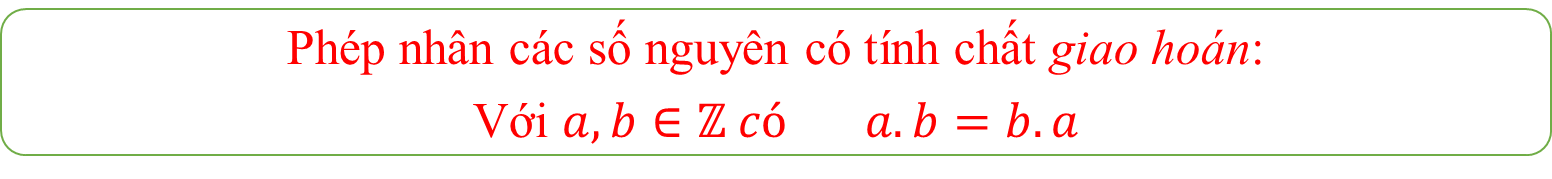 Phép nhân các số nguyên có tính chất giao hoán:
Với a, b ∈ ℤ có a. b = b. a